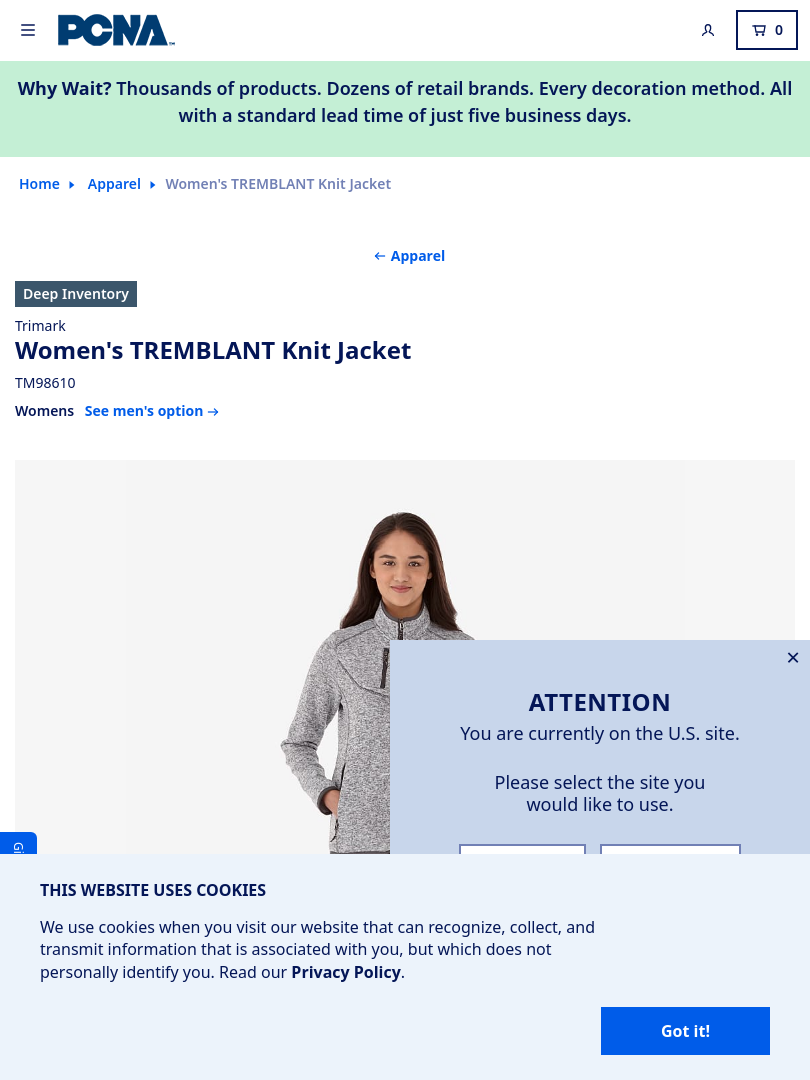 PCNA
0
Why Wait? Thousands of products. Dozens of retail brands. Every decoration method. All
with a standard lead time of just five business days.
Home Apparel Women's TREMBLANT Knit Jacket
Apparel
Deep Inventory
Trimark
Women's TREMBLANT Knit Jacket
TM98610
Womens See men's option
ATTENTION
You are currently on the U.S. site.
Please select the site you
would like to use.
THIS WEBSITE USES COOKIES
We use cookies when you visit our website that can recognize, collect, and
transmit information that is associated with you, but which does not
personally identify you. Read our Privacy Policy.
Got it!